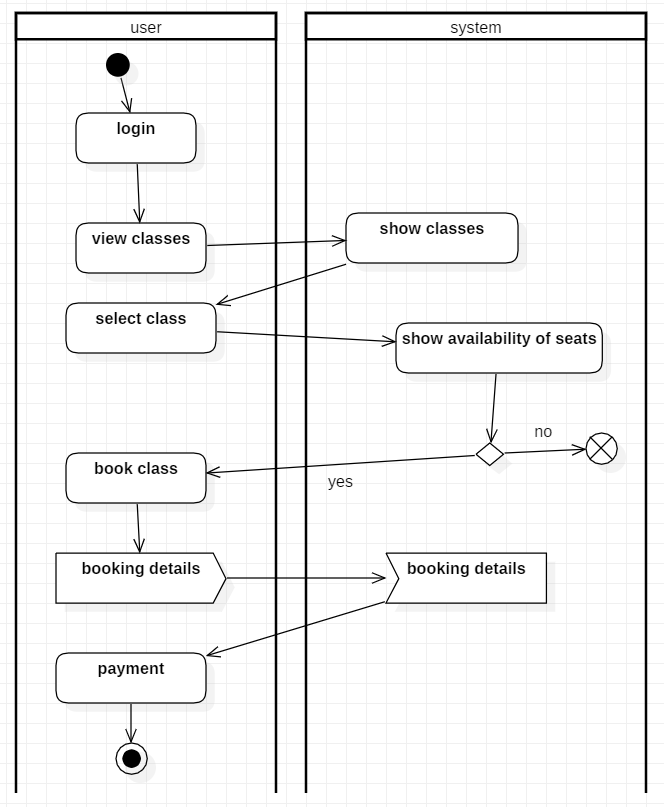 user
system
login
view classes
show classes
select class
show availability of seats
no
book class
yes
booking details
booking details
payment